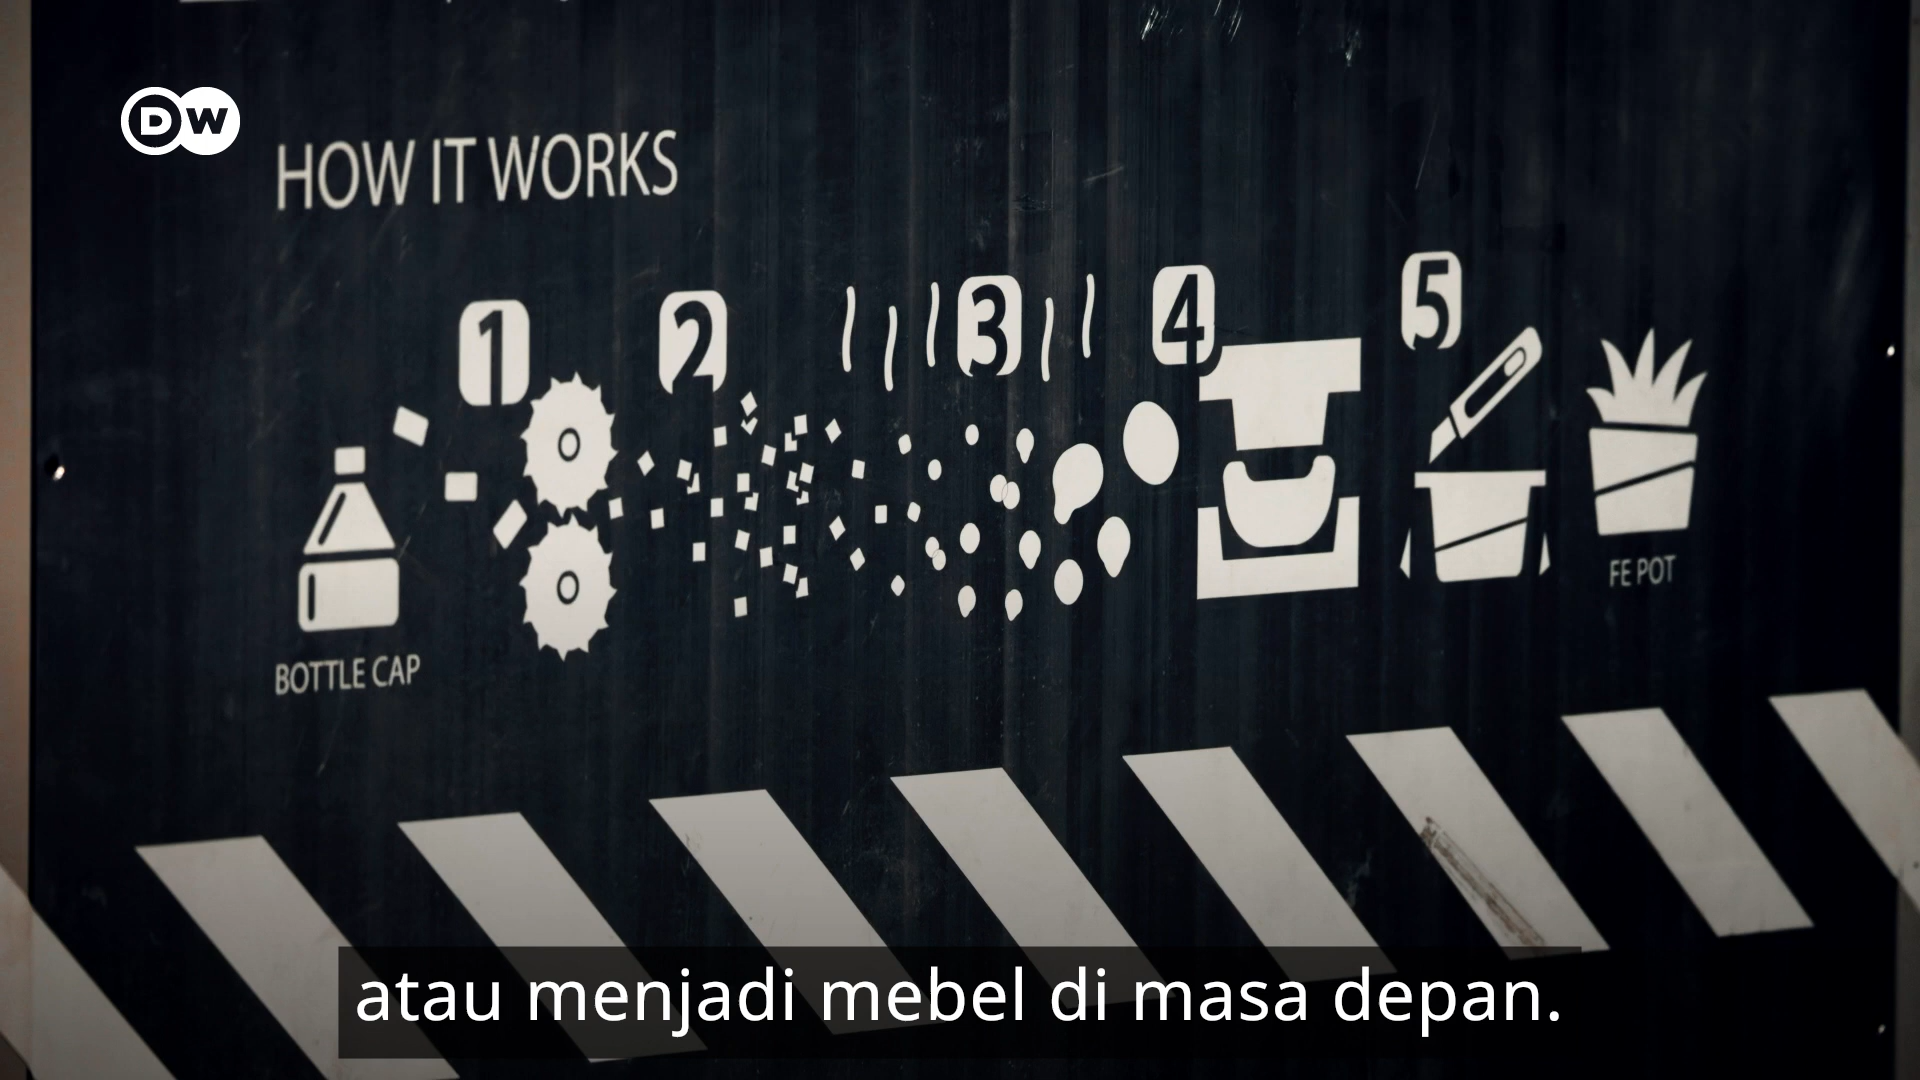 DW
HOW IT WORKS
1 2 3 4 5
BOTTLE CAP
FE POT
atau menjadi mebel di masa depan.